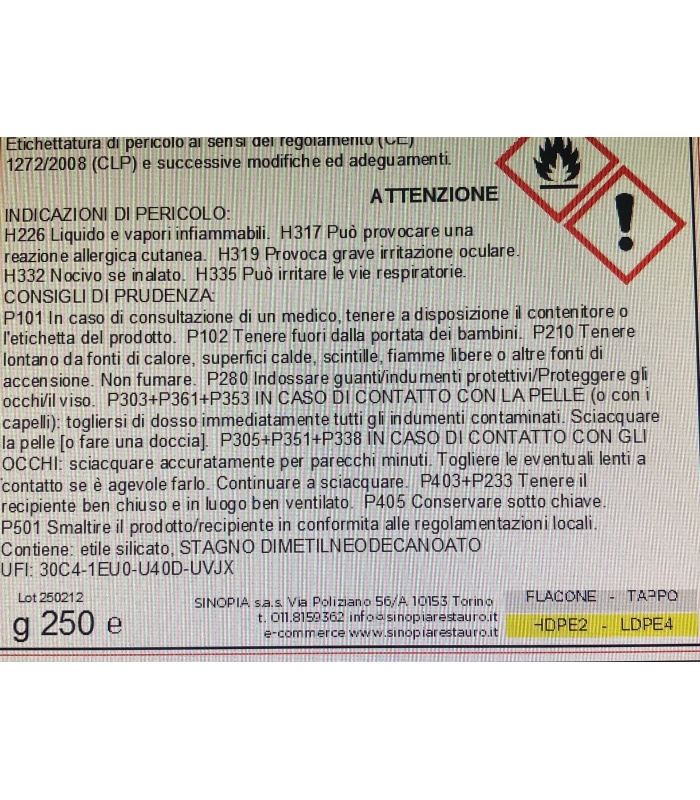 Etichettatura di pericolo ai sensi del regolamento (CE)
1272/2008 (CLP) e successive modifiche ed adeguamenti.
ATTENZIONE
INDICAZIONI DI PERICOLO:
H226 Liquido e vapori infiammabili. H317 Può provocare una
reazione allergica cutanea. H319 Provoca grave irritazione oculare.
H332 Nocivo se inalato. H335 Può irritare le vie respiratorie.
CONSIGLI DI PRUDENZA:
P101 In caso di consultazione di un medico, tenere a disposizione il contenitore o
l'etichetta del prodotto. P102 Tenere fuori dalla portata dei bambini. P210 Tenere
lontano da fonti di calore, superfici calde, scintille, fiamme libere o altre fonti di
accensione. Non fumare. P280 Indossare guanti/indumenti protettivi/Proteggere gli
occhi/il viso. P303+P361+P353 IN CASO DI CONTATTO CON LA PELLE (o con i
capelli): togliersi di dosso immediatamente tutti gli indumenti contaminati. Sciacquare
la pelle [o fare una doccia]. P305+P351+P338 IN CASO DI CONTATTO CON GLI
OCCHI: sciacquare accuratamente per parecchi minuti. Togliere le eventuali lenti a
contatto se è agevole farlo. Continuare a sciacquare. P403+P233 Tenere il
recipiente ben chiuso e in luogo ben ventilato. P405 Conservare sotto chiave.
P501 Smaltire il prodotto/recipiente in conformita alle regolamentazioni locali.
Contiene: etile silicato, STAGNO DIMETILNEODECANOATO
UFI: 30C4-1EU0-U40D-UVJX
Lot 250212
g 250 e
SINOPIA s.a.s. Via Poliziano 56/A 10153 Torino
t. 011.8159362 info@sinopiarestauro.it
e-commerce www.sinopiarestauro.it
FLACONE - TAPPO
HDPE2 - LDPE4